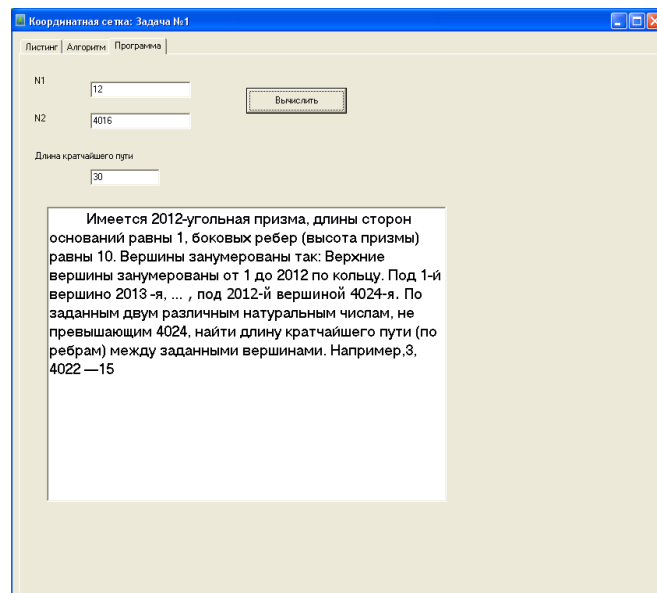 Координатная сетка: Задача №1
Листинг Алгоритм Программа
N1
12
Вычислить
N2
4016
Длина кратчайшего пути
30
Имеется 2012-угольная призма, длины сторон
оснований равны 1, боковых ребер (высота призмы)
равны 10. Вершины занумерованы так: Верхние
вершины занумерованы от 1 до 2012 по кольцу. Под 1-й
вершино 2013 -я, ... , под 2012-й вершиной 4024-я. По
заданным двум различным натуральным числам, не
превышающим 4024, найти длину кратчайшего пути (по
ребрам) между заданными вершинами. Например,3,
4022 —15